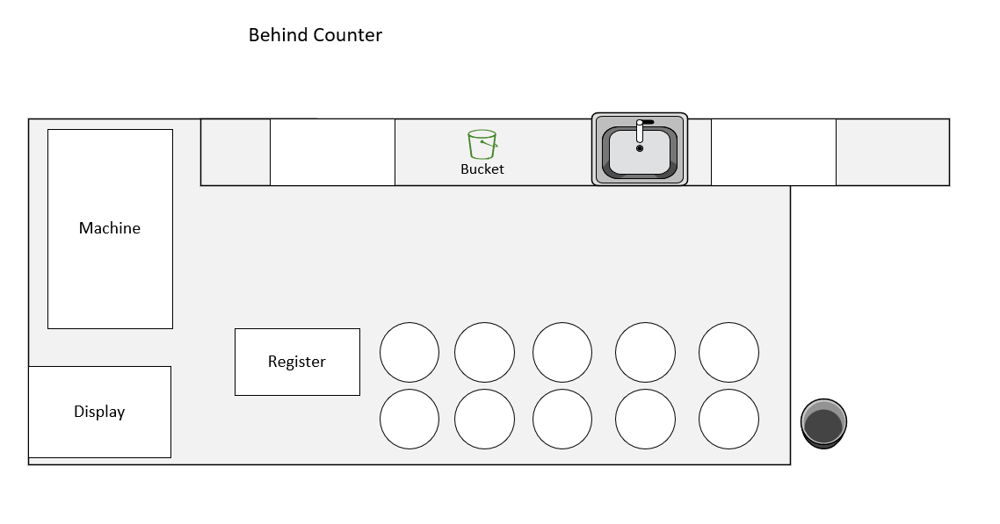 Behind Counter
Bucket
Machine
Register
Display